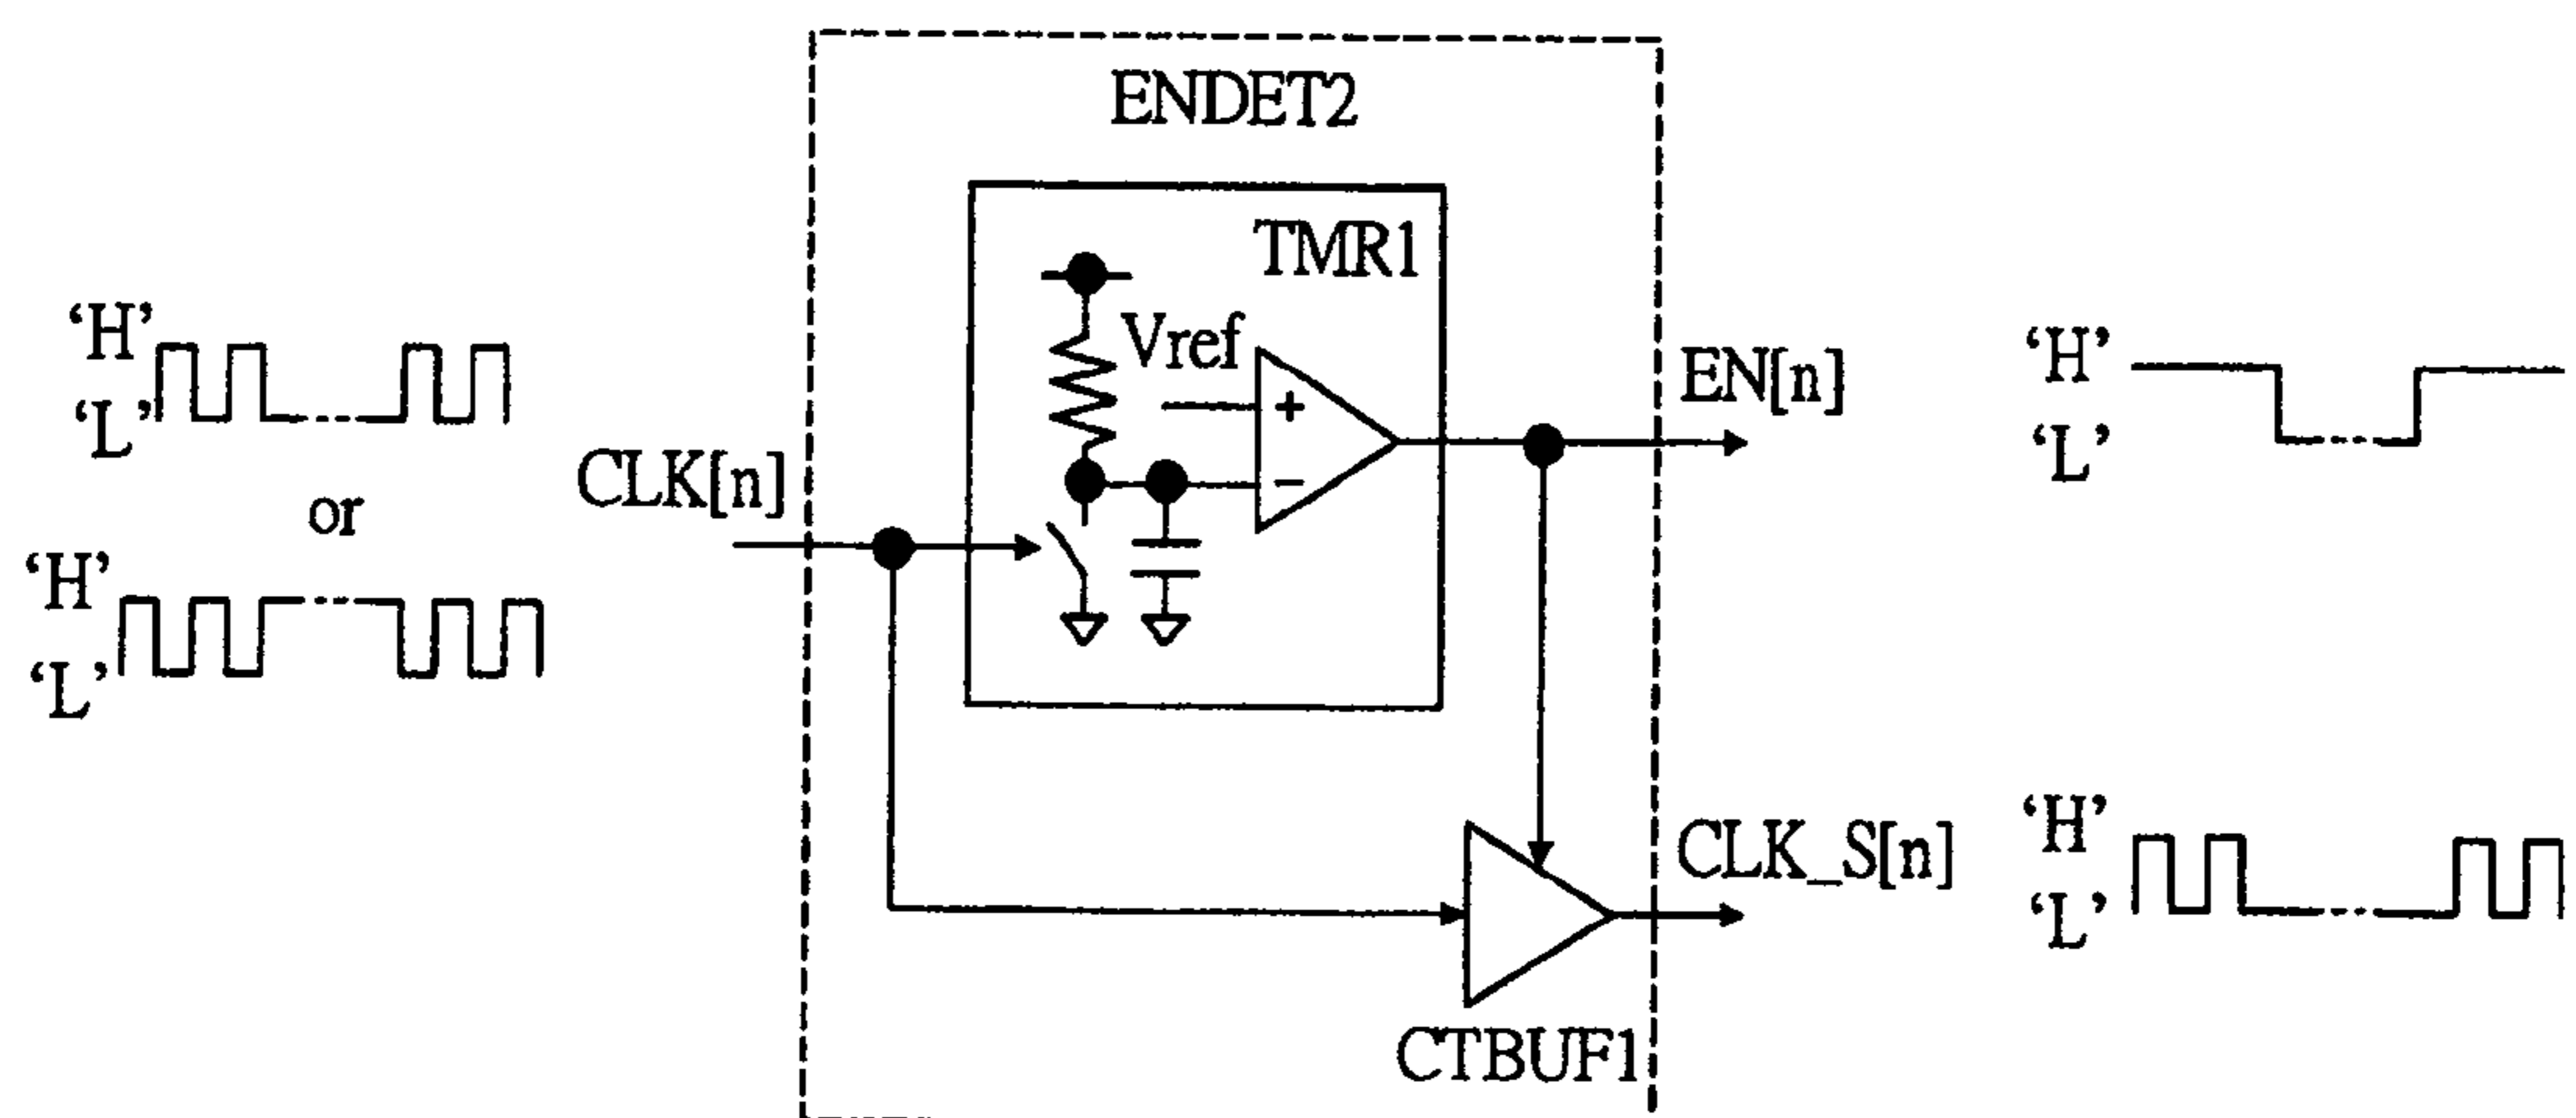 ENDET2
TMR1
Vref
+
−
‘H’
‘L’
or
‘H’
‘L’
CLK[n]
EN[n]
‘H’
‘L’
CLK_S[n]
‘H’
‘L’
CTBUF1